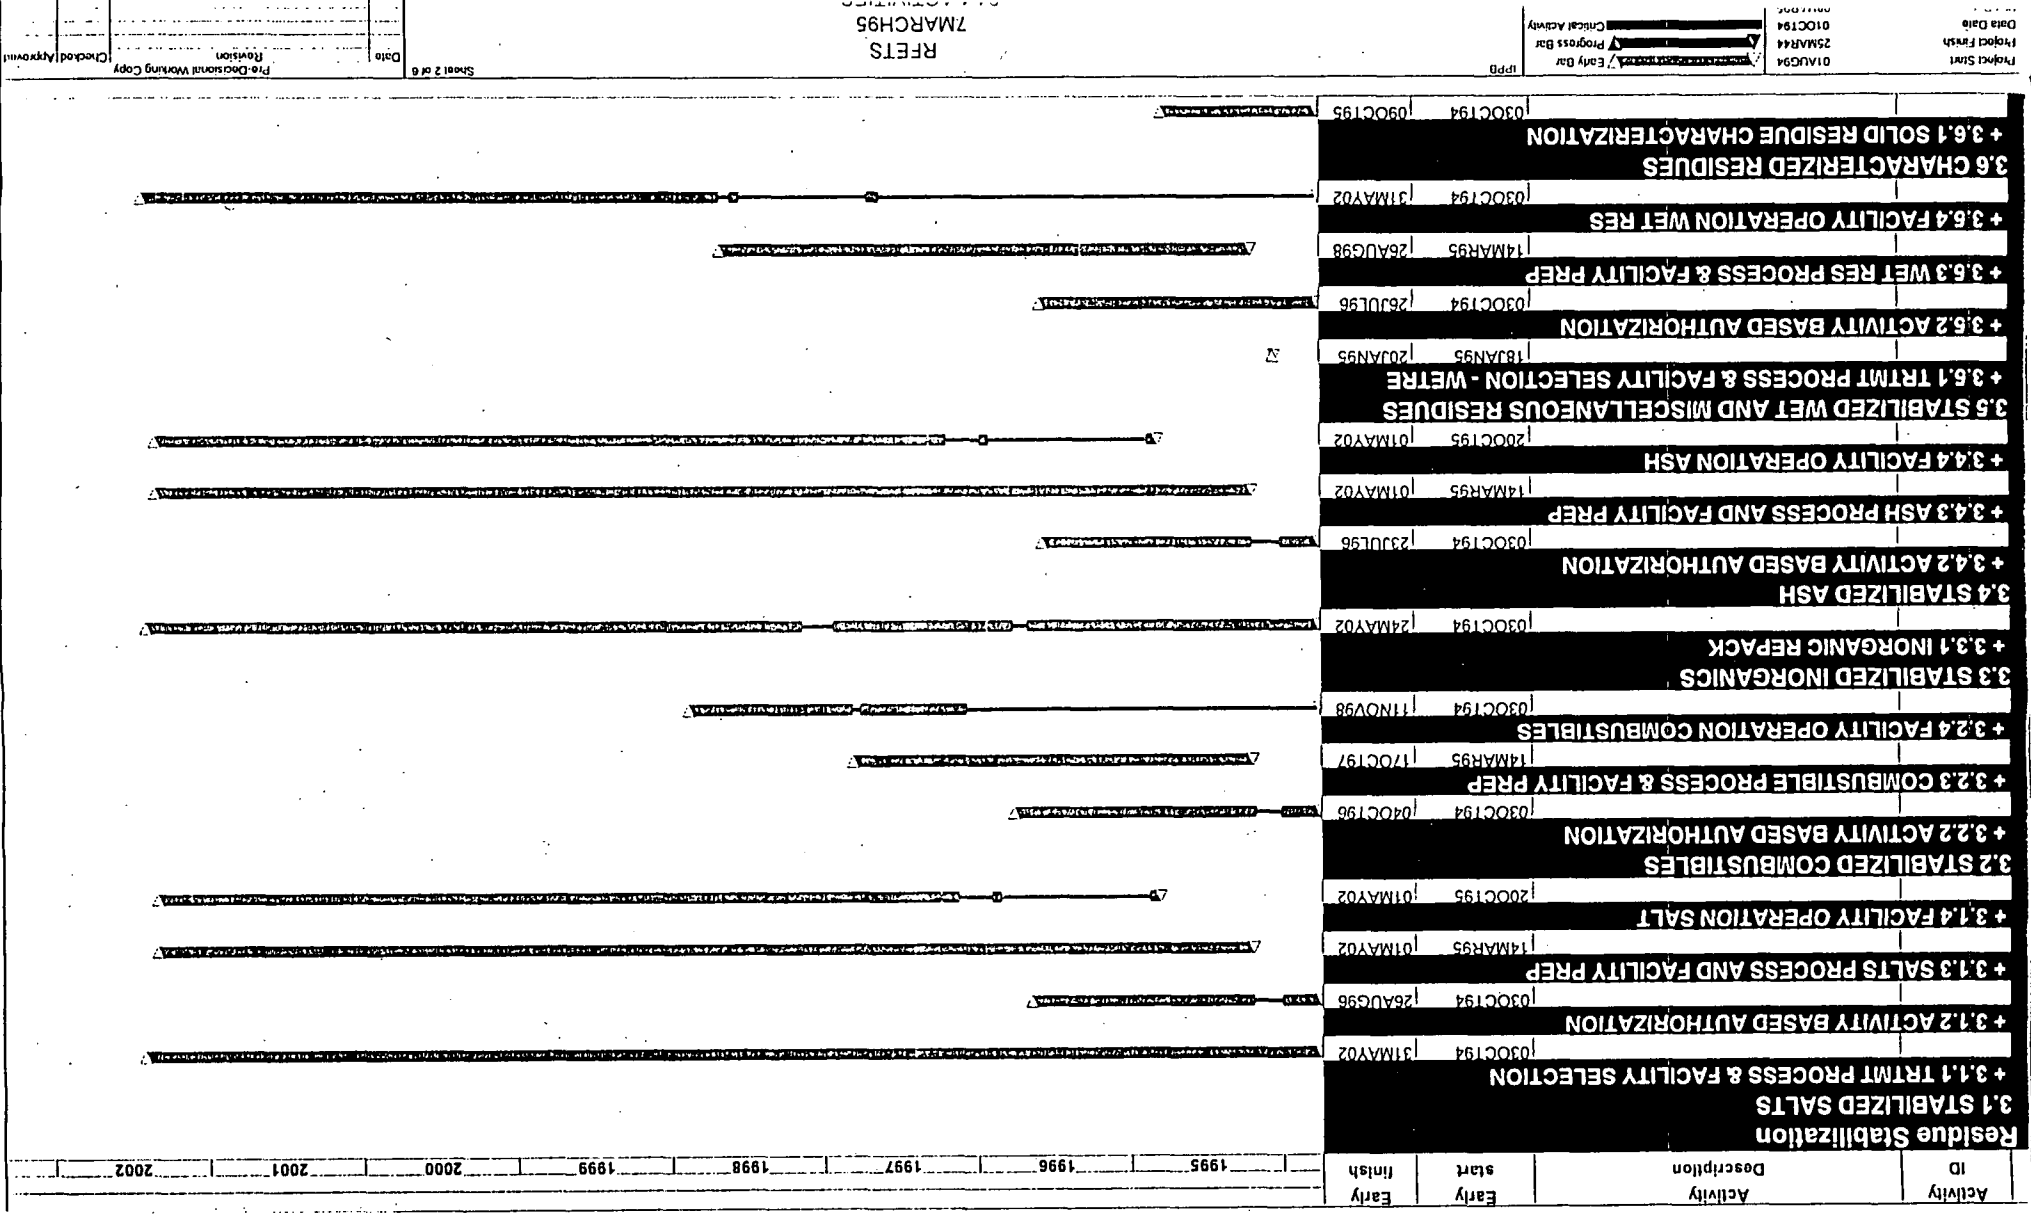 Activity ID
Activity Description
Early start
Early finish
1995 1996 1997 1998 1999 2000 2001 2002
Residue Stabilization
3.1 STABILIZED SALTS
+ 3.1.1 TRTMT PROCESS & FACILITY SELECTION
03OCT94 31MAY02
+ 3.1.2 ACTIVITY BASED AUTHORIZATION
03OCT94 26AUG96
+ 3.1.3 SALTS PROCESS AND FACILITY PREP
14MAR95 01MAY02
+ 3.1.4 FACILITY OPERATION SALT
20OCT95 01MAY02
3.2 STABILIZED COMBUSTIBLES
+ 3.2.2 ACTIVITY BASED AUTHORIZATION
03OCT94 04OCT96
+ 3.2.3 COMBUSTIBLE PROCESS & FACILITY PREP
14MAR95 17OCT97
+ 3.2.4 FACILITY OPERATION COMBUSTIBLES
03OCT94 11NOV98
3.3 STABILIZED INORGANICS
+ 3.3.1 INORGANIC REPACK
03OCT94 24MAY02
3.4 STABILIZED ASH
+ 3.4.2 ACTIVITY BASED AUTHORIZATION
03OCT94 23JUL96
+ 3.4.3 ASH PROCESS AND FACILITY PREP
14MAR95 01MAY02
+ 3.4.4 FACILITY OPERATION ASH
20OCT95 01MAY02
3.5 STABILIZED WET AND MISCELLANEOUS RESIDUES
+ 3.5.1 TRTMT PROCESS & FACILITY SELECTION - WETRE
18JAN95 20JAN95
+ 3.5.2 ACTIVITY BASED AUTHORIZATION
03OCT94 26JUL96
+ 3.5.3 WET RES PROCESS & FACILITY PREP
14MAR95 26AUG98
+ 3.5.4 FACILITY OPERATION WET RES
03OCT94 31MAY02
3.6 CHARACTERIZED RESIDUES
+ 3.6.1 SOLID RESIDUE CHARACTERIZATION
03OCT94 09OCT95
Project Start 01AUG94
Project Finish 25MAR44
Data Date 01OCT94
Early Bar
Progress Bar
Critical Activity
IPPB
RFETS
7MARCH95
Sheet 2 of 6
Pre-Decisional Working Copy
Date Revision Checked Approved